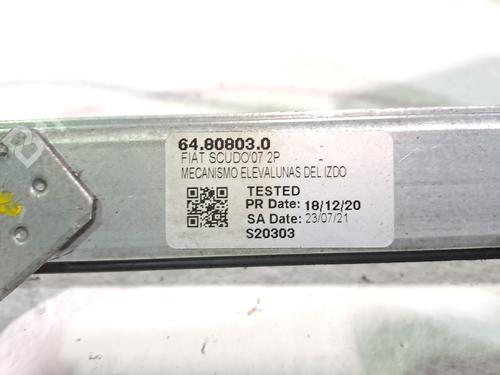 64.80803.0
FIAT SCUDO'07 2P
MECANISMO ELEVALUNAS DEL IZDO
TESTED
PR Date: 18/12/20
SA Date: 23/07/21
S20303